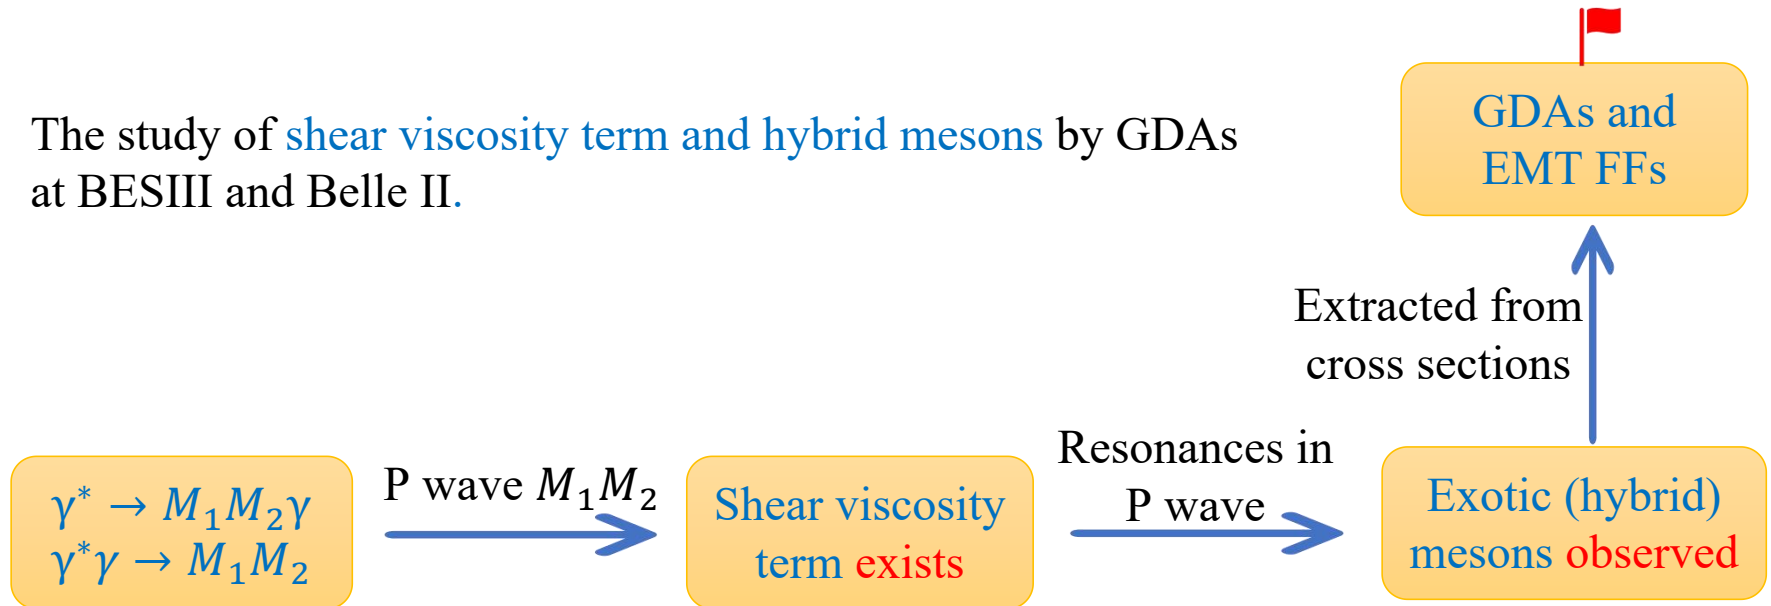 The study of shear viscosity term and hybrid mesons by GDAs
at BESIII and Belle II.
GDAs and
EMT FFs
Extracted from
cross sections
γ* → M₁M₂γ
γ*γ → M₁M₂
P wave M₁M₂
Shear viscosity
term exists
Resonances in
P wave
Exotic (hybrid)
mesons observed